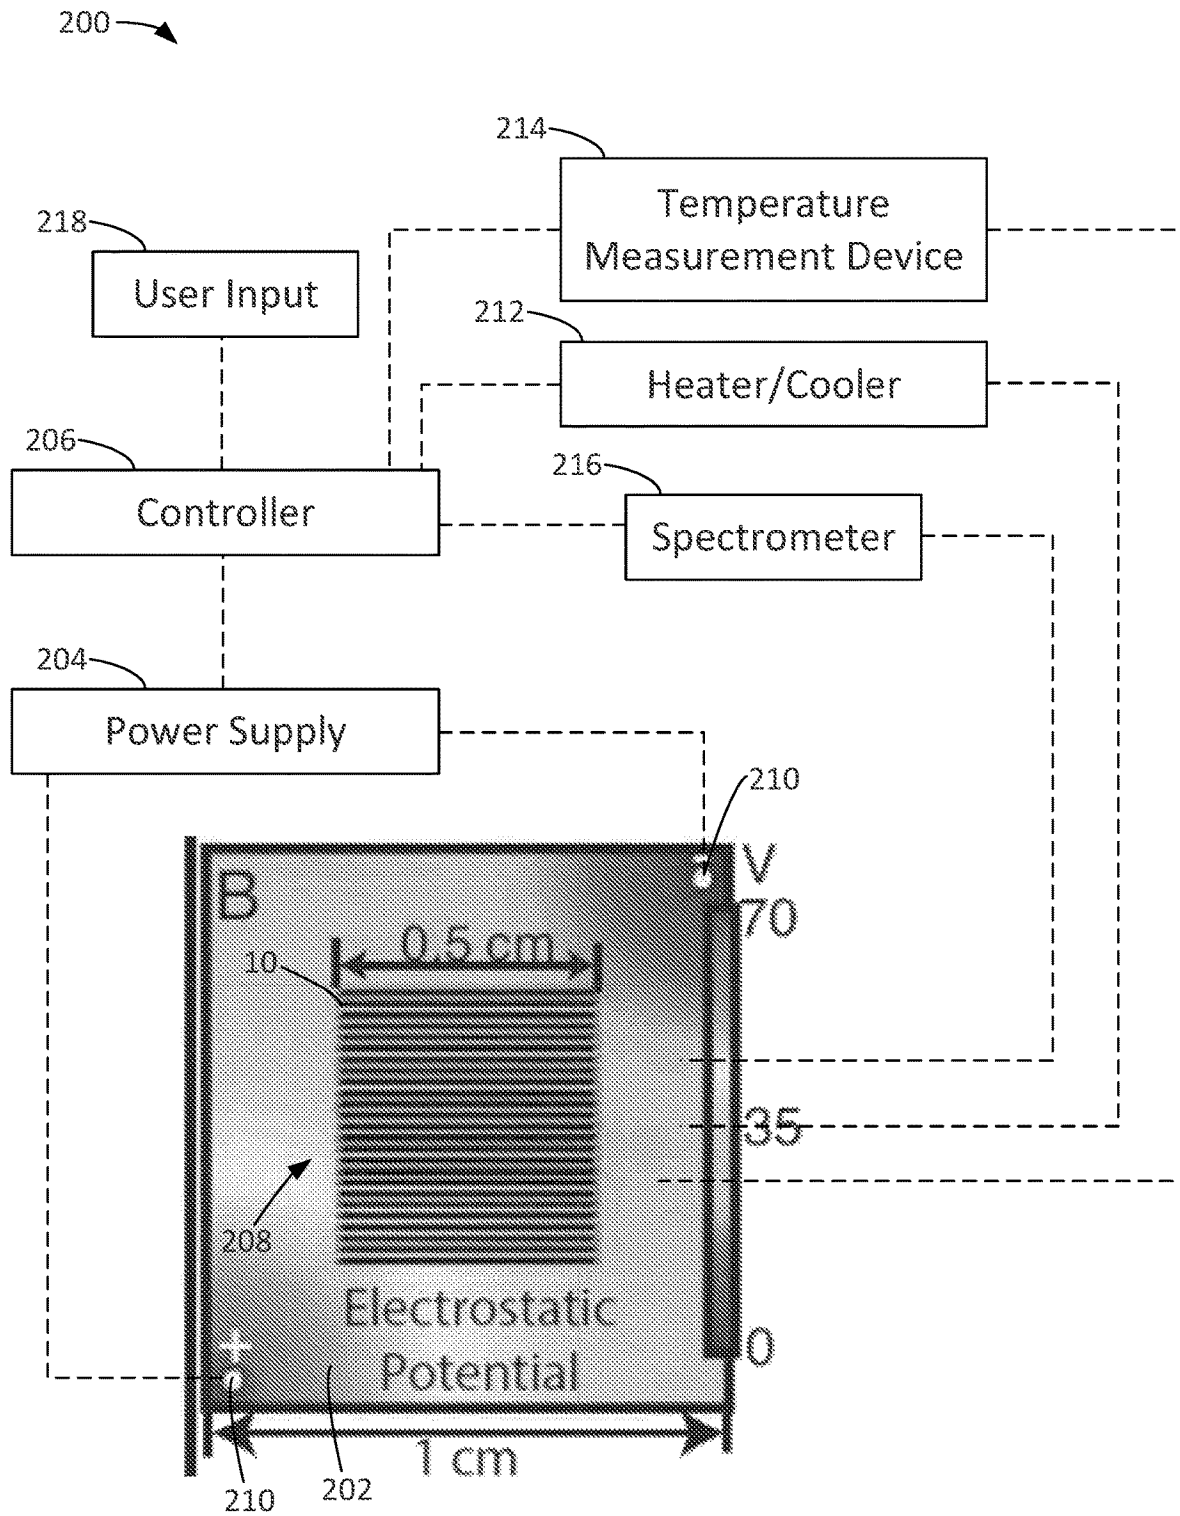 200
214
Temperature
Measurement Device
218
User Input
212
Heater/Cooler
206
Controller
216
Spectrometer
204
Power Supply
210
-
V
B
70
0.5 cm
10
35
208
Electrostatic
Potential
+
0
1 cm
210
202